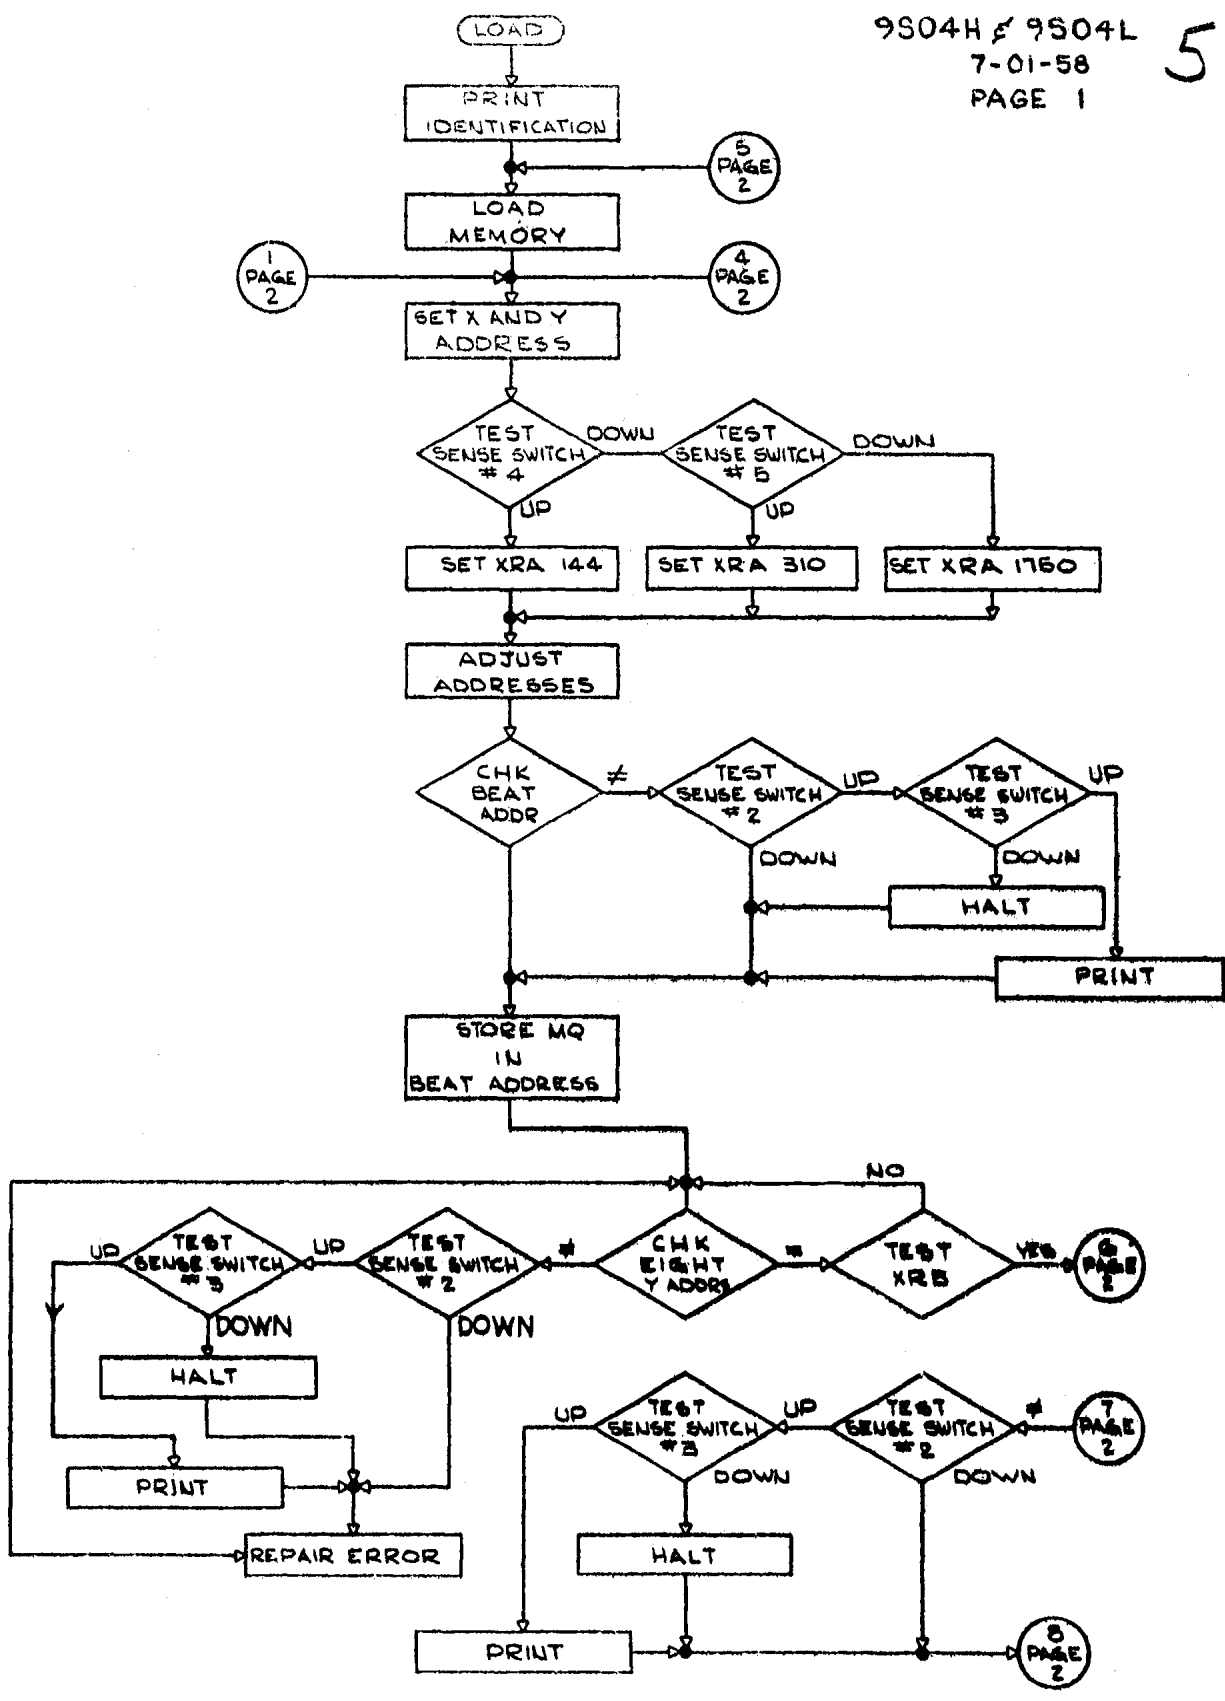 9S04H & 9S04L
7-01-58
PAGE 1
5
LOAD
PRINT
IDENTIFICATION
5
PAGE
2
LOAD
MEMORY
1
PAGE
2
4
PAGE
2
SET X AND Y
ADDRESS
TEST
SENSE SWITCH
# 4
DOWN
UP
TEST
SENSE SWITCH
# 5
DOWN
UP
SET XRA 144
SET XRA 310
SET XRA 1750
ADJUST
ADDRESSES
CHK
BEAT
ADDR
≠
TEST
SENSE SWITCH
# 2
UP
DOWN
TEST
SENSE SWITCH
# 3
UP
DOWN
HALT
PRINT
STORE MQ
IN
BEAT ADDRESS
NO
UP
TEST
SENSE SWITCH
# 3
DOWN
UP
TEST
SENSE SWITCH
# 2
DOWN
≠
CHK
EIGHT
Y ADDRS
=
TEST
XRB
YES
6
PAGE
2
HALT
PRINT
REPAIR ERROR
UP
TEST
SENSE SWITCH
# 3
DOWN
UP
TEST
SENSE SWITCH
# 2
DOWN
≠
7
PAGE
2
HALT
PRINT
8
PAGE
2